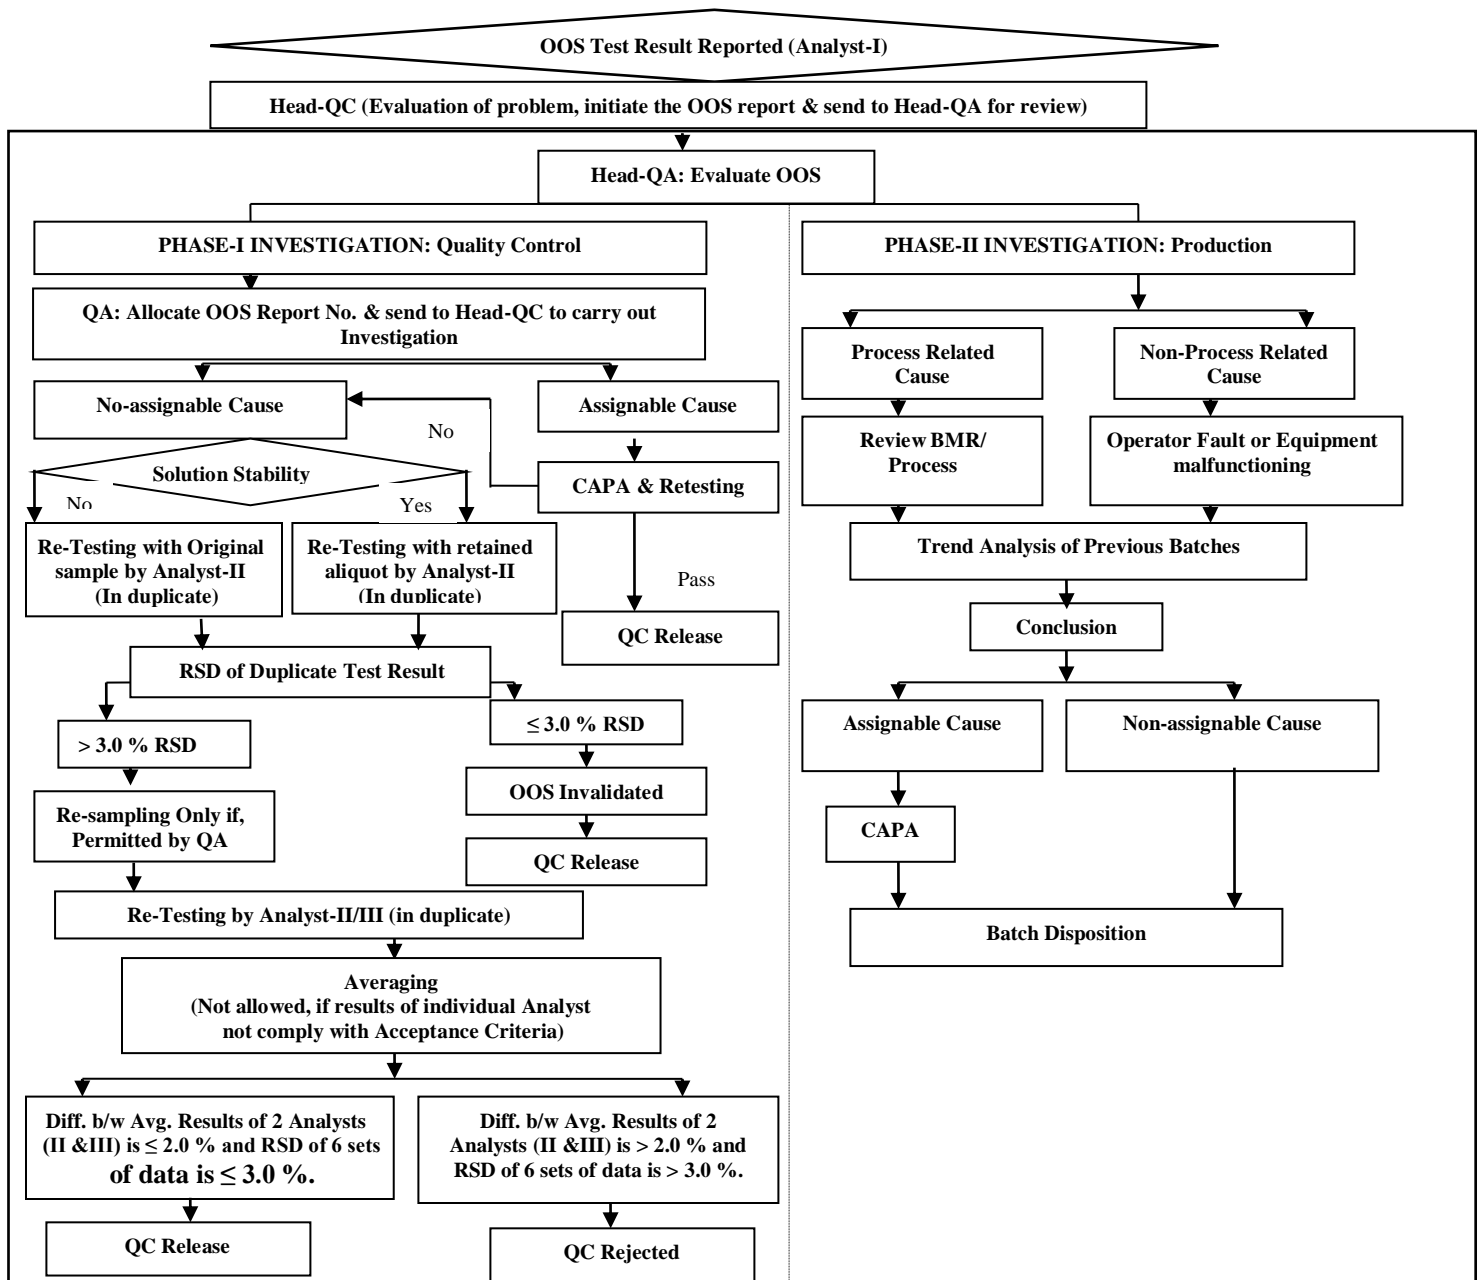 OOS Test Result Reported (Analyst-I)
Head-QC (Evaluation of problem, initiate the OOS report & send to Head-QA for review)
Head-QA: Evaluate OOS
PHASE-I INVESTIGATION: Quality Control
QA: Allocate OOS Report No. & send to Head-QC to carry out
Investigation
No-assignable Cause
Assignable Cause
No
Solution Stability
CAPA & Retesting
No
Yes
Re-Testing with Original
sample by Analyst-II
(In duplicate)
Re-Testing with retained
aliquot by Analyst-II
(In duplicate)
Pass
QC Release
RSD of Duplicate Test Result
> 3.0 % RSD
≤ 3.0 % RSD
OOS Invalidated
QC Release
Re-sampling Only if,
Permitted by QA
Re-Testing by Analyst-II/III (in duplicate)
Averaging
(Not allowed, if results of individual Analyst
not comply with Acceptance Criteria)
Diff. b/w Avg. Results of 2 Analysts
(II &III) is ≤ 2.0 % and RSD of 6 sets
of data is ≤ 3.0 %.
Diff. b/w Avg. Results of 2
Analysts (II &III) is > 2.0 % and
RSD of 6 sets of data is > 3.0 %.
QC Release
QC Rejected
PHASE-II INVESTIGATION: Production
Process Related
Cause
Non-Process Related
Cause
Review BMR/
Process
Operator Fault or Equipment
malfunctioning
Trend Analysis of Previous Batches
Conclusion
Assignable Cause
Non-assignable Cause
CAPA
Batch Disposition